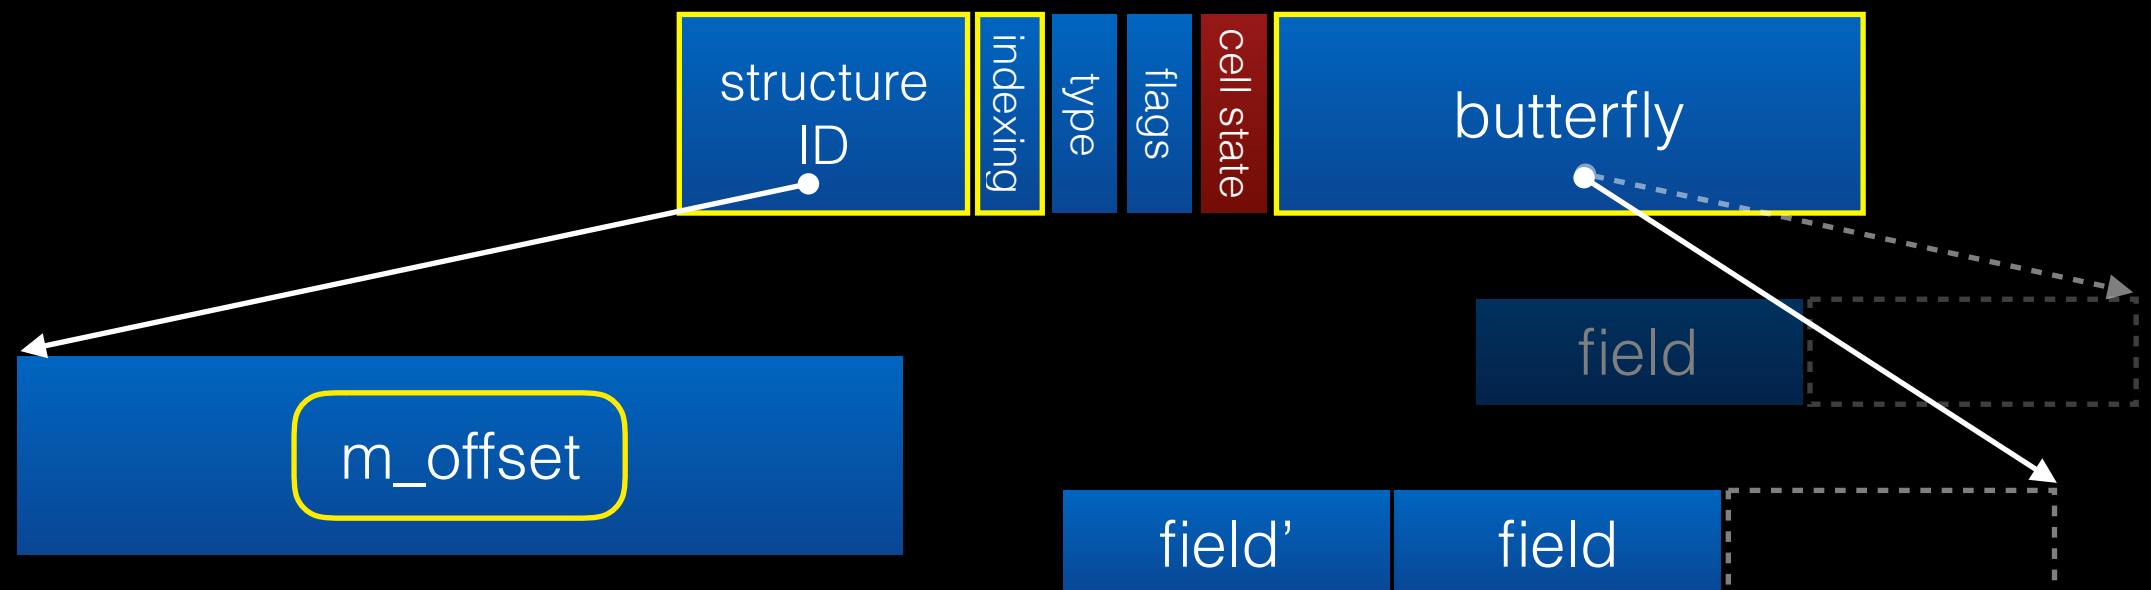 structure
ID
indexing
type
flags
cell state
butterfly
field
m_offset
field’
field